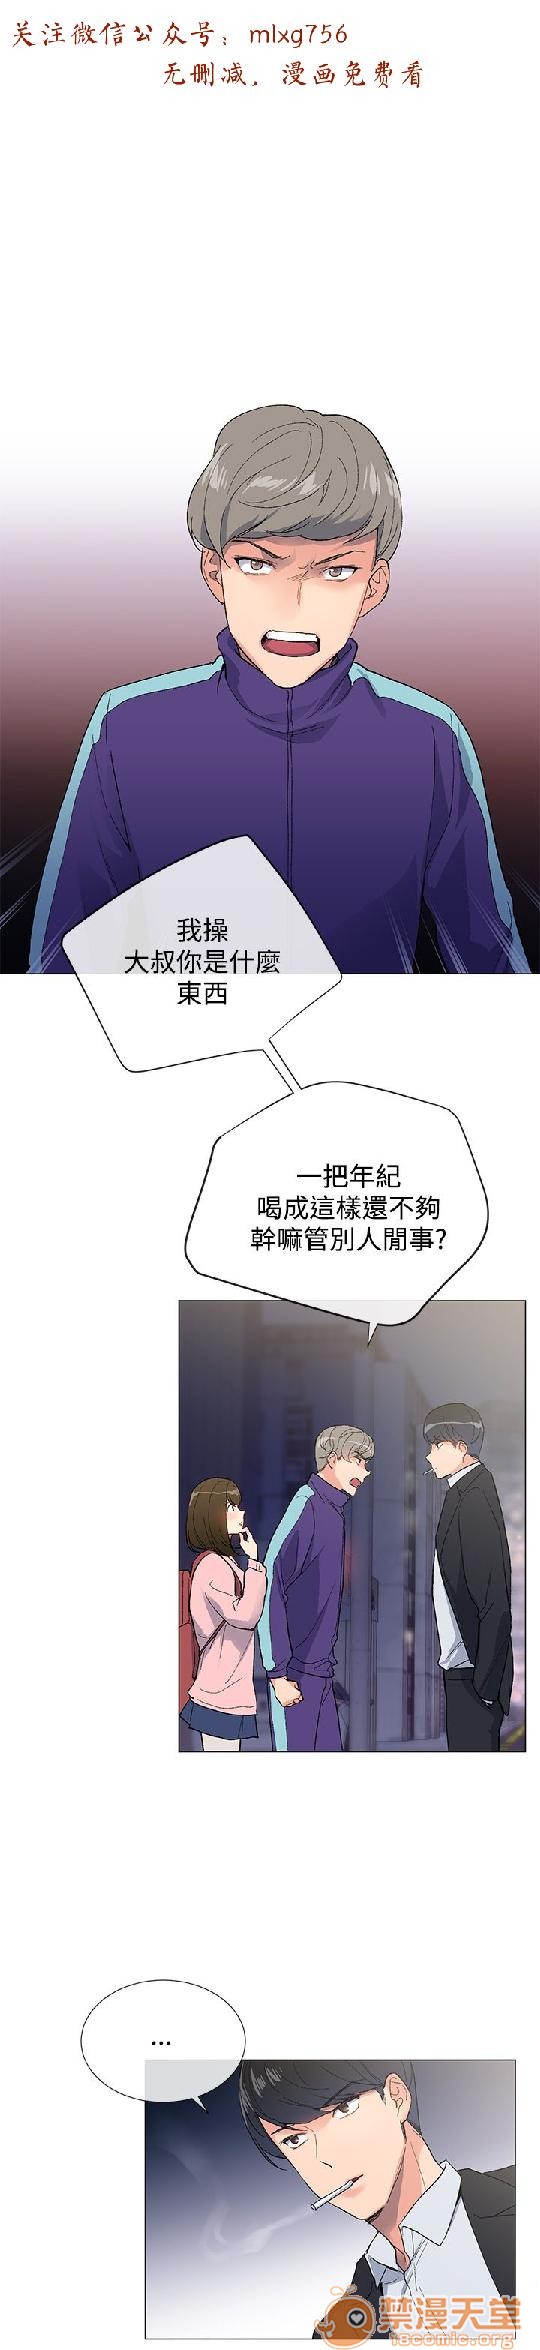 关注微信公众号：mlxg756
无删减．漫画免费看
我操
大叔你是什麼
東西
一把年紀
喝成這樣還不夠
幹嘛管別人閒事?
...
禁漫天堂
18comic.org